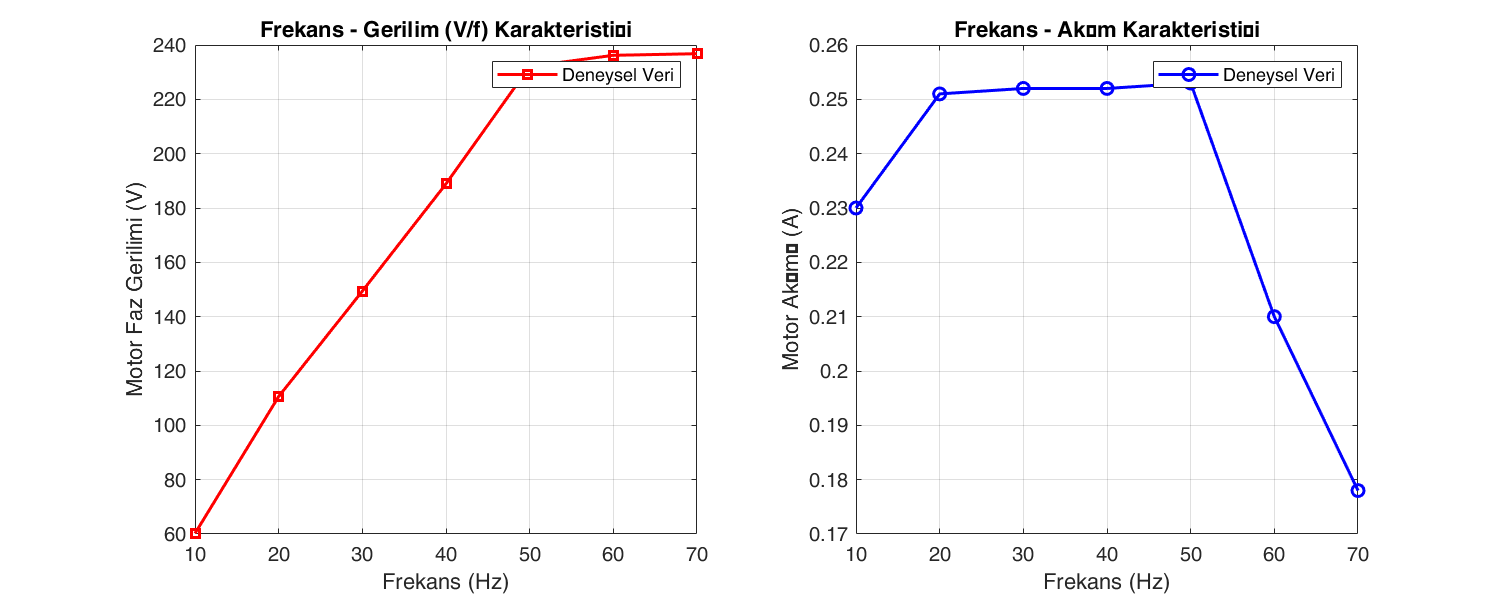 Frekans - Gerilim (V/f) Karakteristi□i
Deneysel Veri
Motor Faz Gerilimi (V)
240
220
200
180
160
140
120
100
80
60
10 20 30 40 50 60 70
Frekans (Hz)
Frekans - Ak□m Karakteristi□i
Deneysel Veri
Motor Ak□m□ (A)
0.26
0.25
0.24
0.23
0.22
0.21
0.2
0.19
0.18
0.17
10 20 30 40 50 60 70
Frekans (Hz)